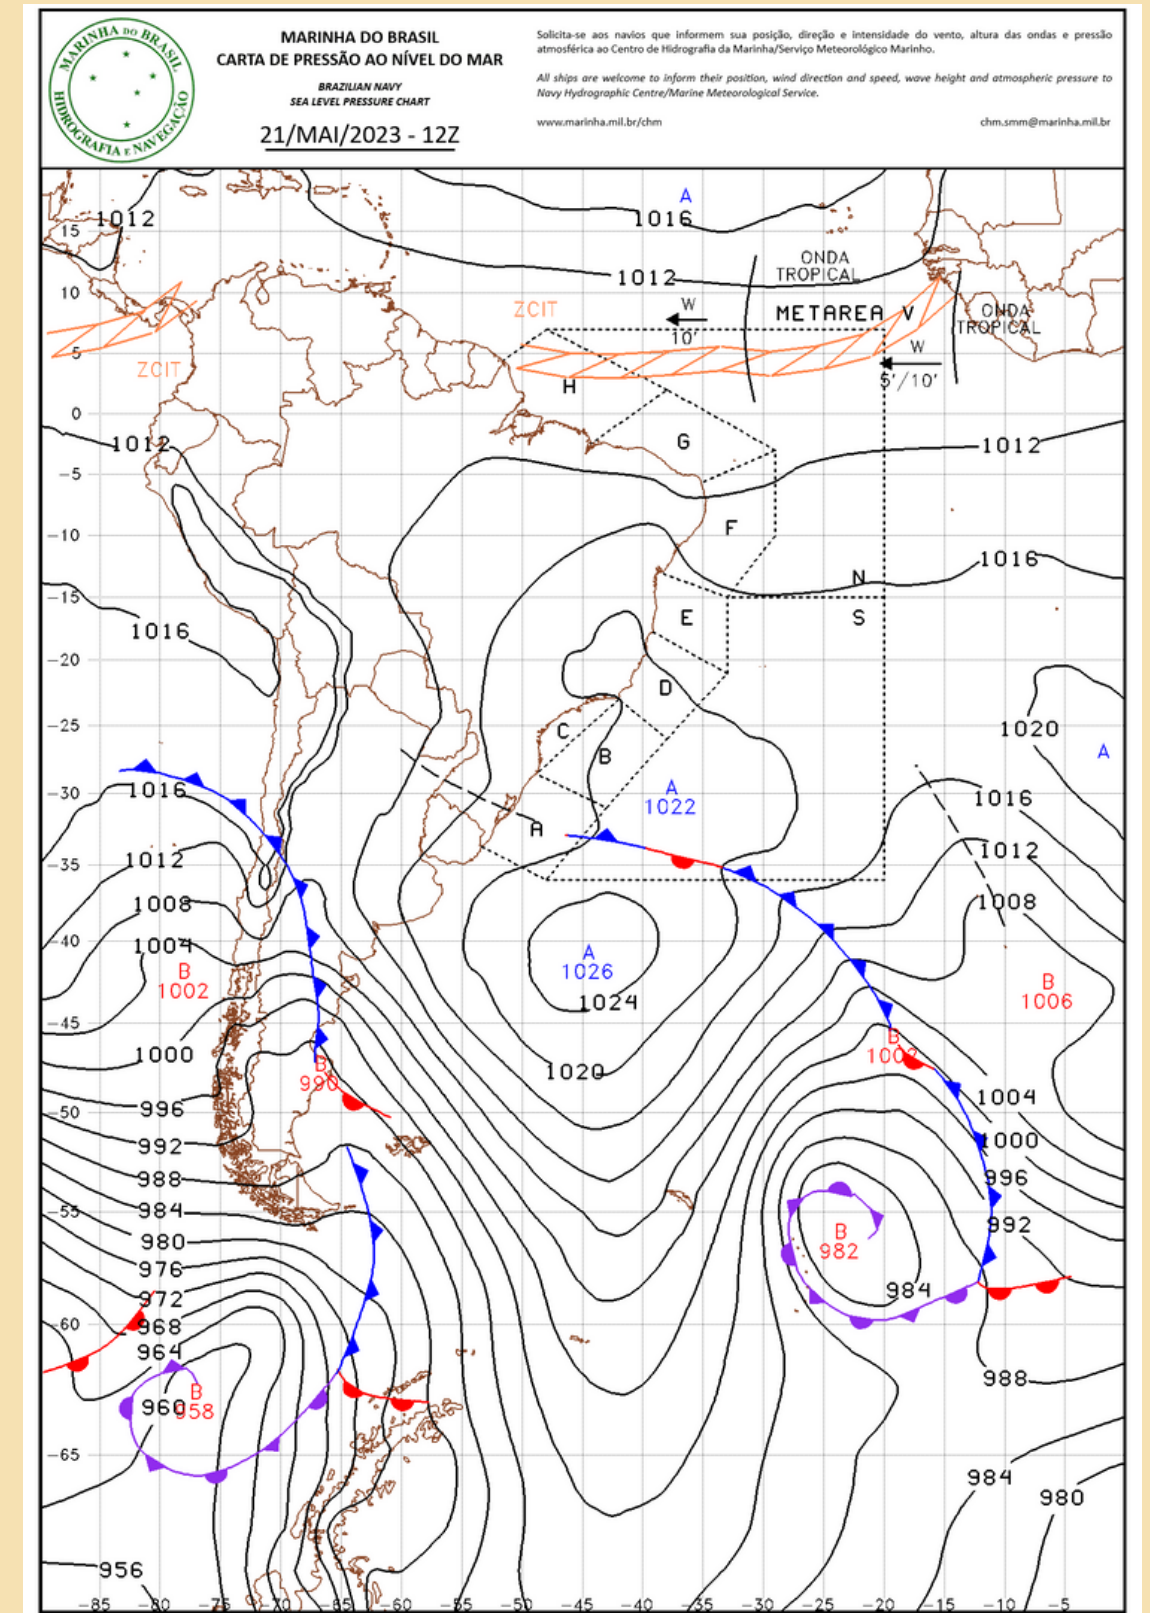 MARINHA DO BRASIL
HIDROGRAFIA E NAVEGAÇÃO
MARINHA DO BRASIL
CARTA DE PRESSÃO AO NÍVEL DO MAR
BRAZILIAN NAVY
SEA LEVEL PRESSURE CHART
21/MAI/2023 - 12Z
Solicita-se aos navios que informem sua posição, direção e intensidade do vento, altura das ondas e pressão
atmosférica ao Centro de Hidrografia da Marinha/Serviço Meteorológico Marinho.
All ships are welcome to inform their position, wind direction and speed, wave height and atmospheric pressure to
Navy Hydrographic Centre/Marine Meteorological Service.
www.marinha.mil.br/chm
chm.smm@marinha.mil.br
A
1012
1016
15
ONDA
TROPICAL
1012
10
ZCIT
W
10'
METAREA V
ONDA
TROPICAL
W
5'/10'
5
ZCIT
H
0
G
1012
1012
-5
F
-10
1016
N
-15
E
S
1016
-20
D
C
1020
-25
B
A
A
1022
-30
1016
1016
A
1012
1012
-35
1008
1008
-40
1004
A
1026
B
1002
1024
B
1006
-45
B
1002
1000
B
990
1020
1004
-50
996
1000
992
996
988
-55
984
992
B
982
980
976
984
972
-60
968
964
988
B
958
960
-65
984
980
956
-85
-80
-75
-70
-65
-60
-55
-50
-45
-40
-35
-30
-25
-20
-15
-10
-5